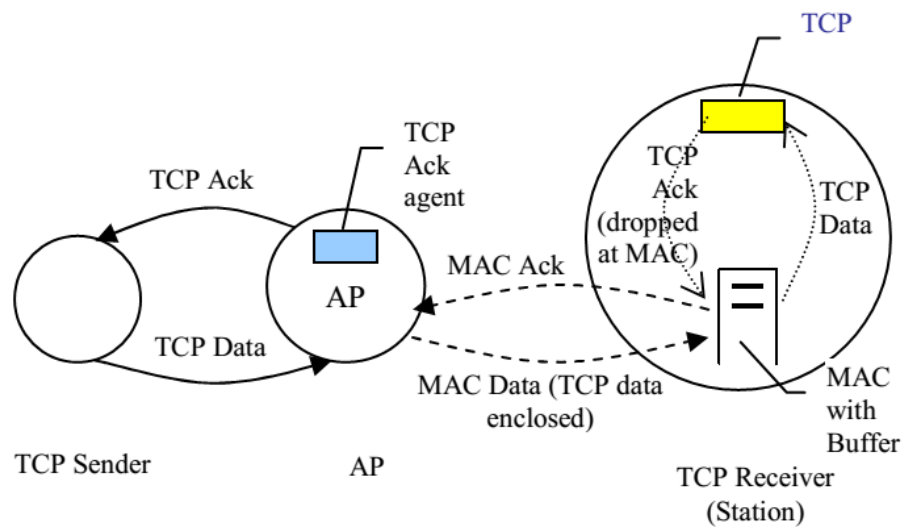 TCP
TCP
Ack
agent
TCP Ack
TCP
Ack
(dropped
at MAC)
TCP
Data
MAC Ack
AP
TCP Data
MAC Data (TCP data
enclosed)
MAC
with
Buffer
TCP Sender
AP
TCP Receiver
(Station)